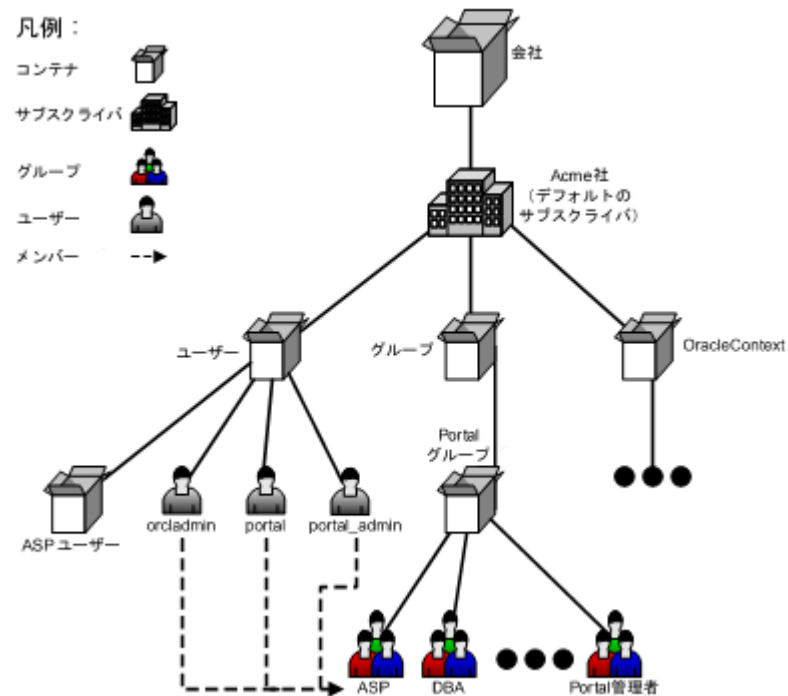 凡例：
コンテナ
サブスクライバ
グループ
ユーザー
メンバー
会社
Acme社
（デフォルトの
サブスクライバ）
ユーザー
グループ
OracleContext
Portal
グループ
ASPユーザー
orcladmin
portal
portal_admin
ASP
DBA
Portal管理者